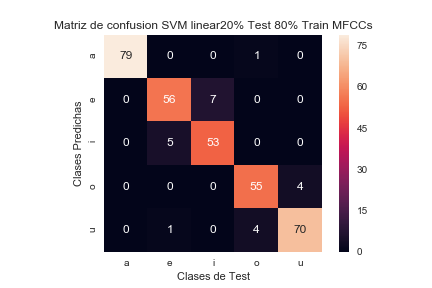 Matriz de confusion SVM linear20% Test 80% Train MFCCs
Clases Predichas
a 79 0 0 1 0
e 0 56 7 0 0
i 0 5 53 0 0
o 0 0 0 55 4
u 0 1 0 4 70
a e i o u
Clases de Test
75
60
45
30
15
0